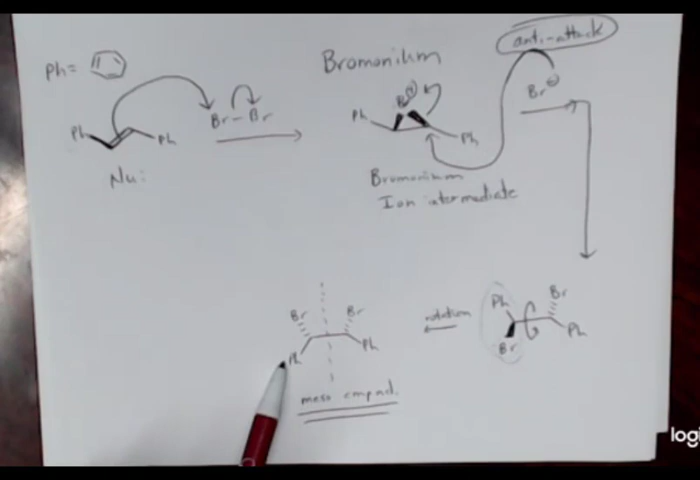 Ph=
anti-attack
Bromonium
Br-Br
Br⊕
Br⊖
Ph
Ph
Ph
Ph
Nu:
Bromonium
Ion intermediate
Br
Br
Ph
Ph
meso cmpnd.
rotation
Ph
Br
Ph
Br
logi